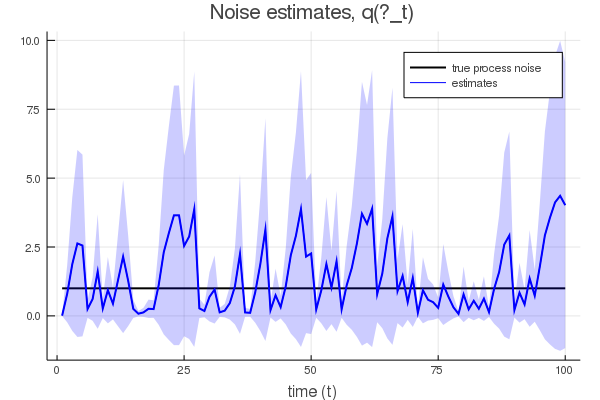 Noise estimates, q(?_t)
10.0
7.5
5.0
2.5
0.0
true process noise
estimates
0
25
50
75
100
time (t)